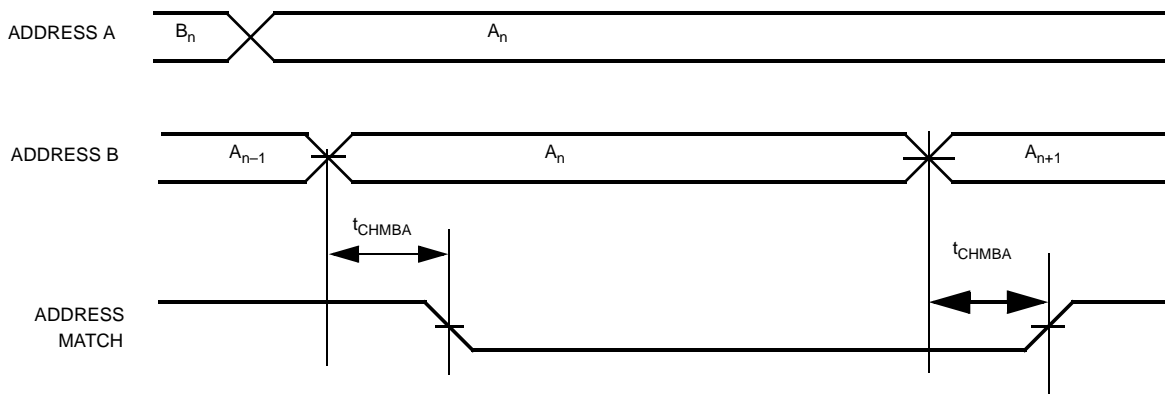 ADDRESS A
Bn
An
ADDRESS B
An–1
An
An+1
tCHMBA
tCHMBA
ADDRESS
MATCH